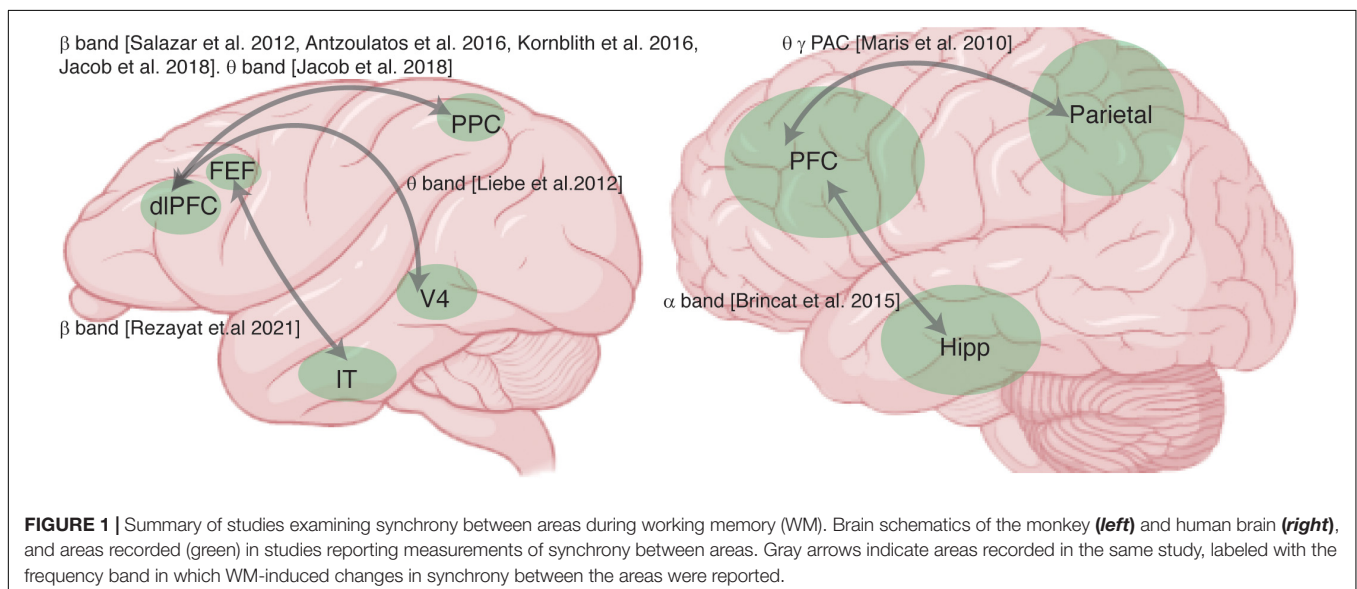 β band [Salazar et al. 2012, Antzoulatos et al. 2016, Kornblith et al. 2016,
Jacob et al. 2018]. θ band [Jacob et al. 2018]
PPC
FEF
dlPFC
θ band [Liebe et al.2012]
V4
β band [Rezayat et.al 2021]
IT
θ γ PAC [Maris et al. 2010]
Parietal
PFC
α band [Brincat et al. 2015]
Hipp
FIGURE 1 | Summary of studies examining synchrony between areas during working memory (WM). Brain schematics of the monkey (left) and human brain (right),
and areas recorded (green) in studies reporting measurements of synchrony between areas. Gray arrows indicate areas recorded in the same study, labeled with the
frequency band in which WM-induced changes in synchrony between the areas were reported.